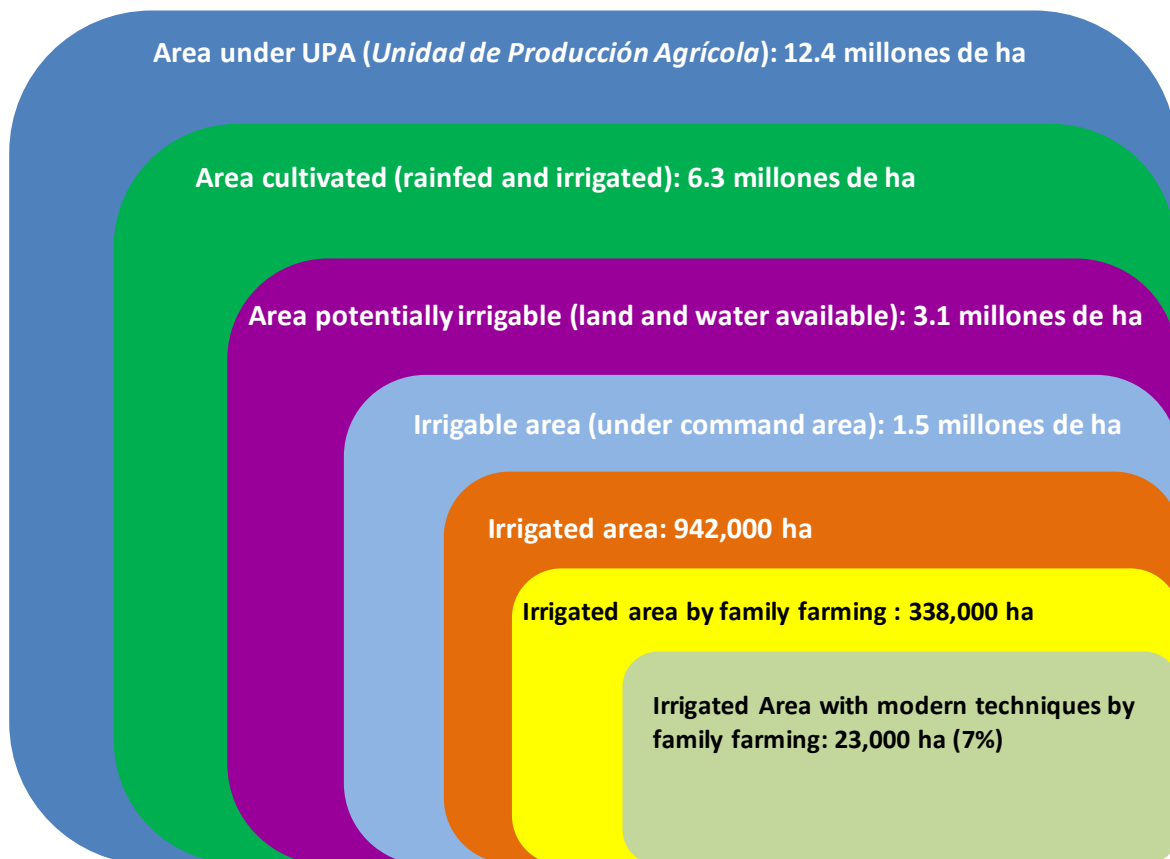 Area under UPA (Unidad de Producción Agrícola): 12.4 millones de ha
Area cultivated (rainfed and irrigated): 6.3 millones de ha
Area potentially irrigable (land and water available): 3.1 millones de ha
Irrigable area (under command area): 1.5 millones de ha
Irrigated area: 942,000 ha
Irrigated area by family farming : 338,000 ha
Irrigated Area with modern techniques by
family farming: 23,000 ha (7%)